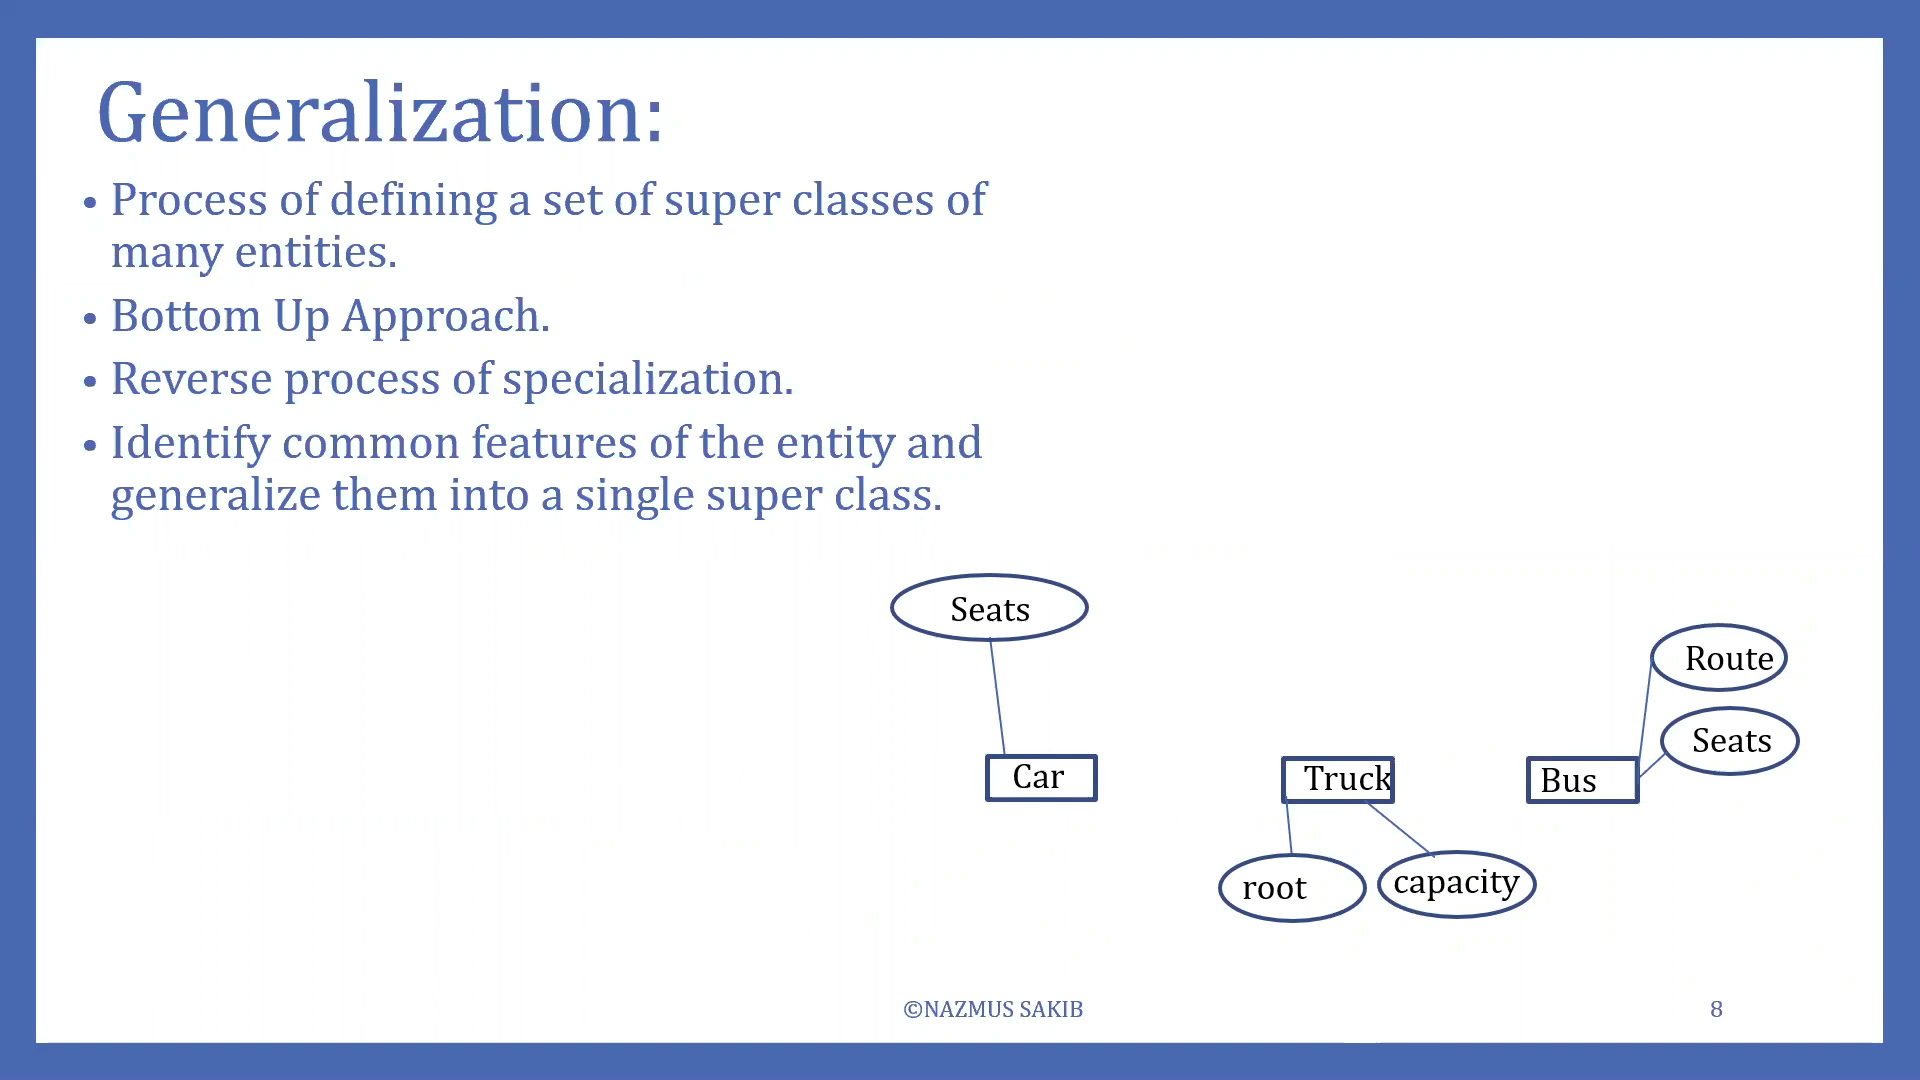 Generalization:
• Process of defining a set of super classes of
many entities.
• Bottom Up Approach.
• Reverse process of specialization.
• Identify common features of the entity and
generalize them into a single super class.
Seats
Route
Seats
Car
Truck
Bus
root
capacity
©NAZMUS SAKIB
8